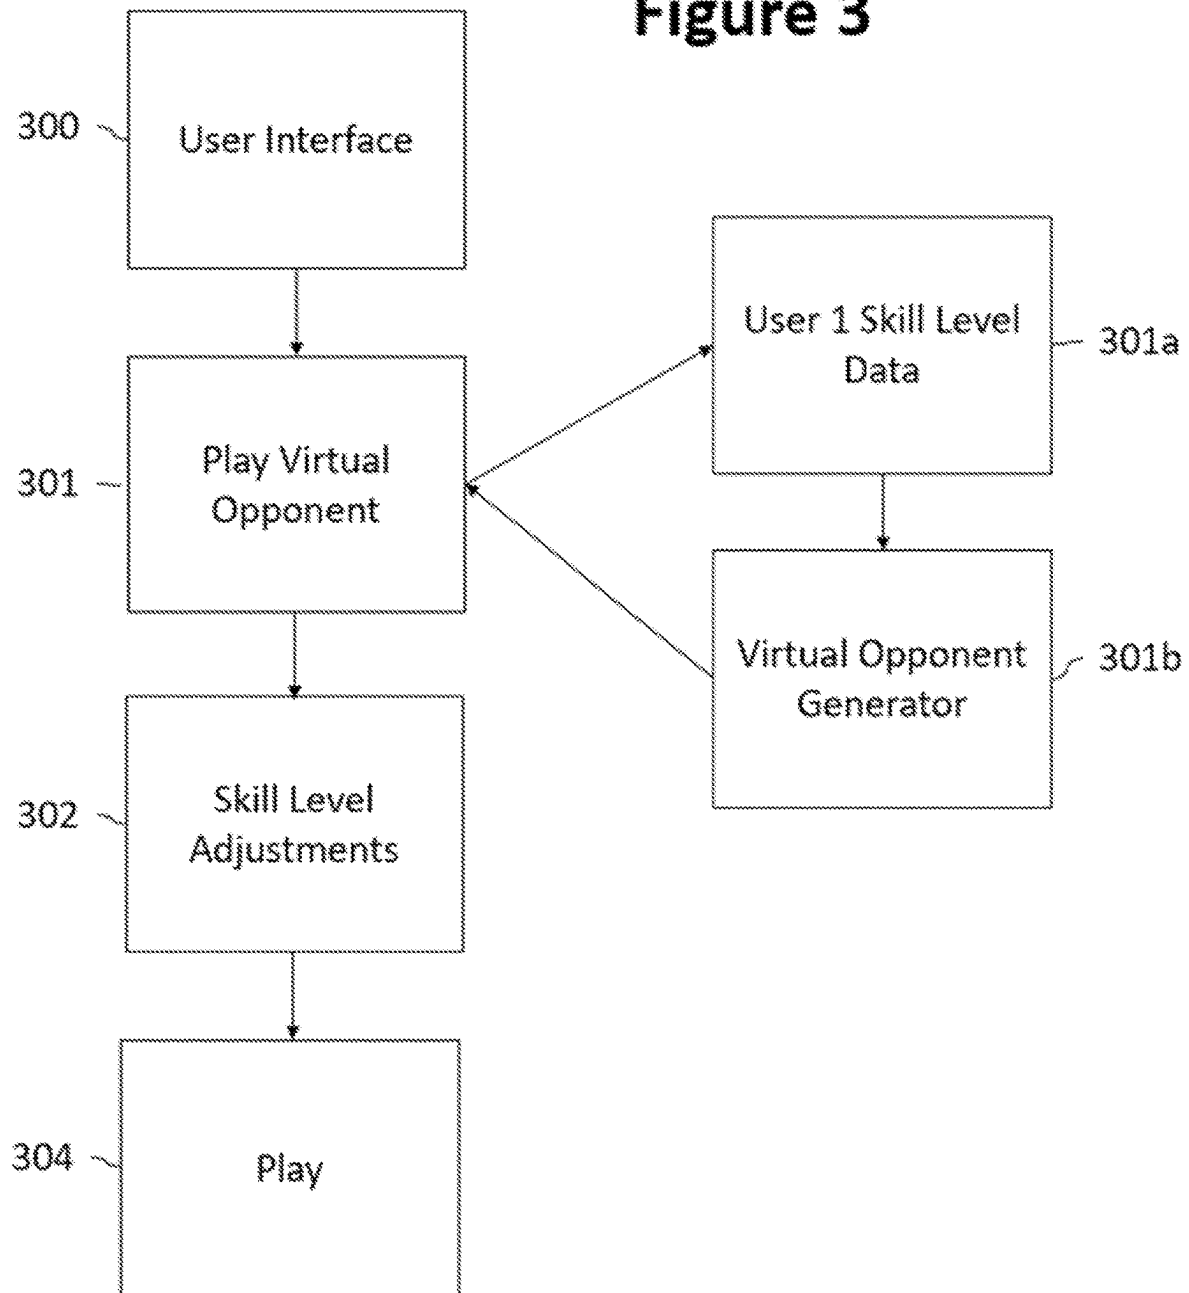 Figure 3
300
User Interface
User 1 Skill Level
Data
301a
301
Play Virtual
Opponent
Virtual Opponent
Generator
301b
302
Skill Level
Adjustments
304
Play